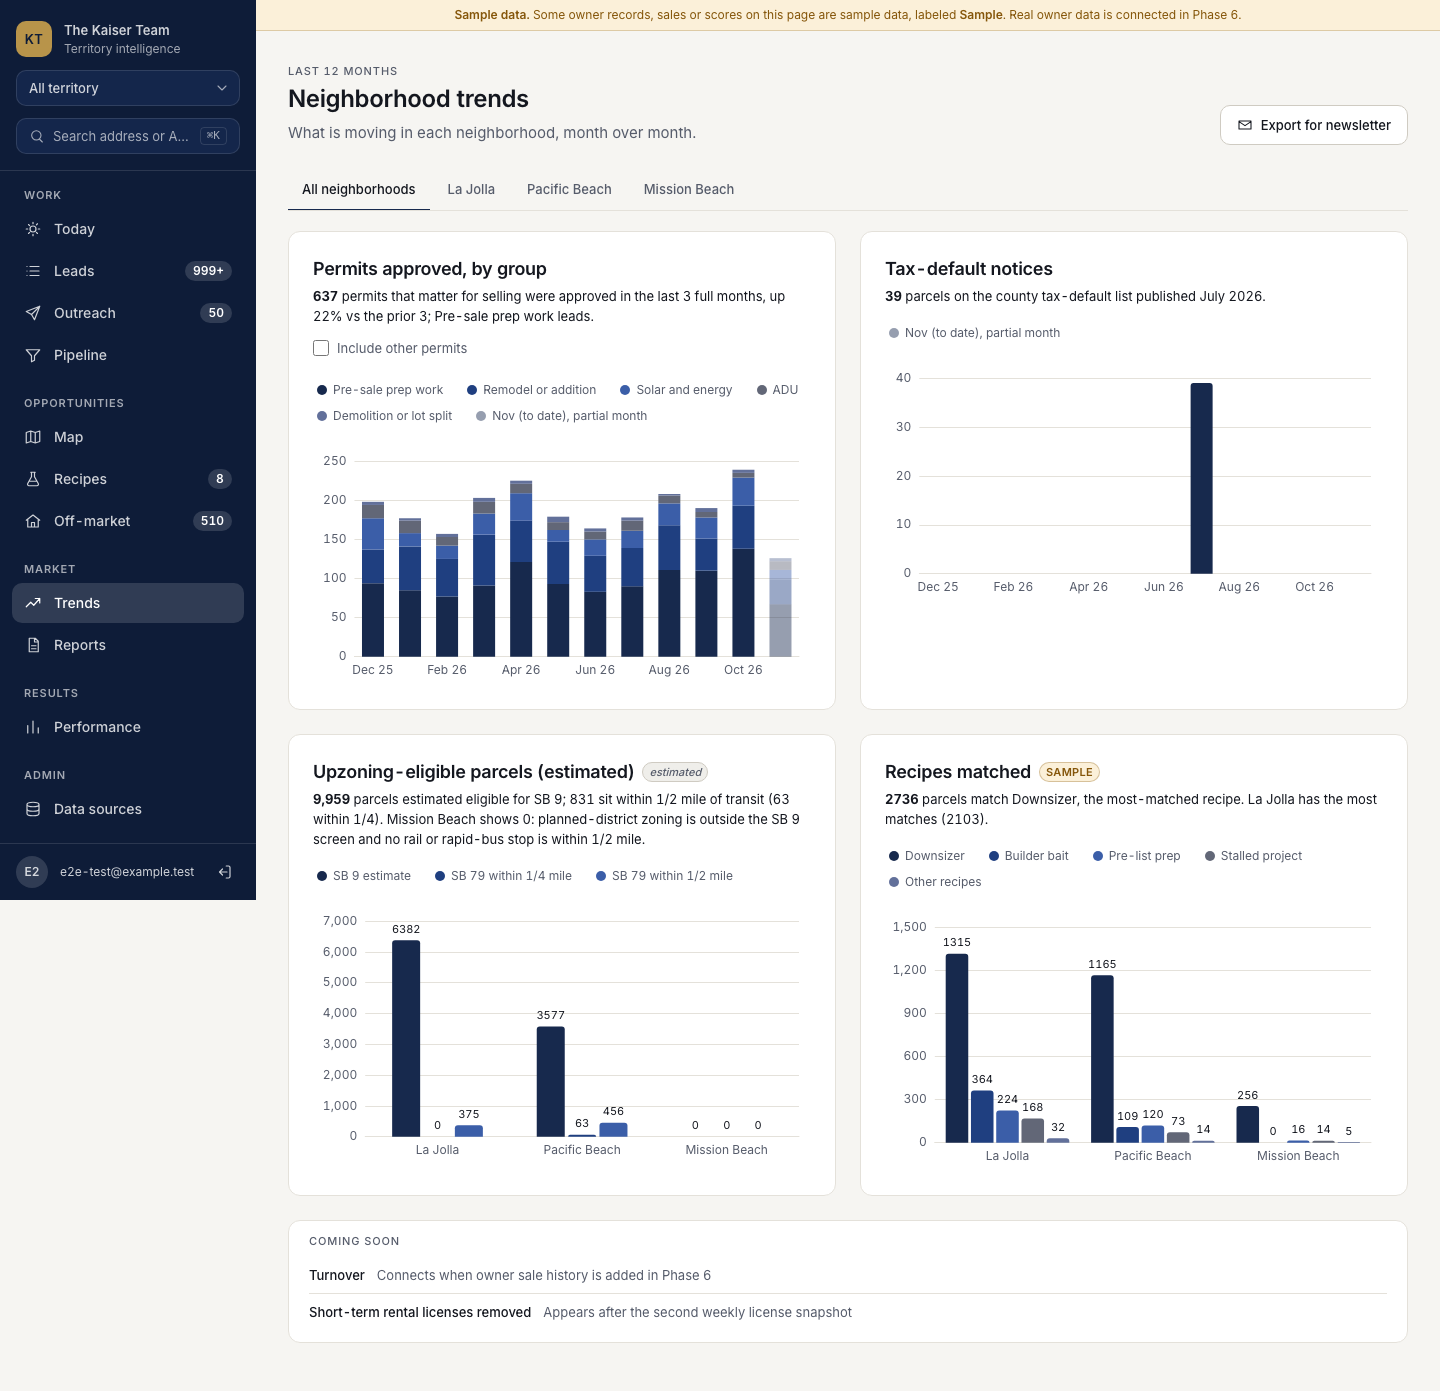 Sample data. Some owner records, sales or scores on this page are sample data, labeled Sample. Real owner data is connected in Phase 6.
KT
The Kaiser Team
Territory intelligence
All territory
Search address or A... ⌘K
WORK
Today
Leads 999+
Outreach 50
Pipeline
OPPORTUNITIES
Map
Recipes 8
Off-market 510
MARKET
Trends
Reports
RESULTS
Performance
ADMIN
Data sources
E2 e2e-test@example.test
LAST 12 MONTHS
Neighborhood trends
What is moving in each neighborhood, month over month.
Export for newsletter
All neighborhoods La Jolla Pacific Beach Mission Beach
Permits approved, by group
637 permits that matter for selling were approved in the last 3 full months, up
22% vs the prior 3; Pre-sale prep work leads.
Include other permits
Pre-sale prep work Remodel or addition Solar and energy ADU
Demolition or lot split Nov (to date), partial month
250
200
150
100
50
0
Dec 25 Feb 26 Apr 26 Jun 26 Aug 26 Oct 26
Tax-default notices
39 parcels on the county tax-default list published July 2026.
Nov (to date), partial month
40
30
20
10
0
Dec 25 Feb 26 Apr 26 Jun 26 Aug 26 Oct 26
Upzoning-eligible parcels (estimated) estimated
9,959 parcels estimated eligible for SB 9; 831 sit within 1/2 mile of transit (63
within 1/4). Mission Beach shows 0: planned-district zoning is outside the SB 9
screen and no rail or rapid-bus stop is within 1/2 mile.
SB 9 estimate SB 79 within 1/4 mile SB 79 within 1/2 mile
7,000
6,000
5,000
4,000
3,000
2,000
1,000
0
6382 0 375
3577 63 456
0 0 0
La Jolla Pacific Beach Mission Beach
Recipes matched SAMPLE
2736 parcels match Downsizer, the most-matched recipe. La Jolla has the most
matches (2103).
Downsizer Builder bait Pre-list prep Stalled project
Other recipes
1,500
1,200
900
600
300
0
1315 364 224 168 32
1165 109 120 73 14
256 0 16 14 5
La Jolla Pacific Beach Mission Beach
COMING SOON
Turnover Connects when owner sale history is added in Phase 6
Short-term rental licenses removed Appears after the second weekly license snapshot